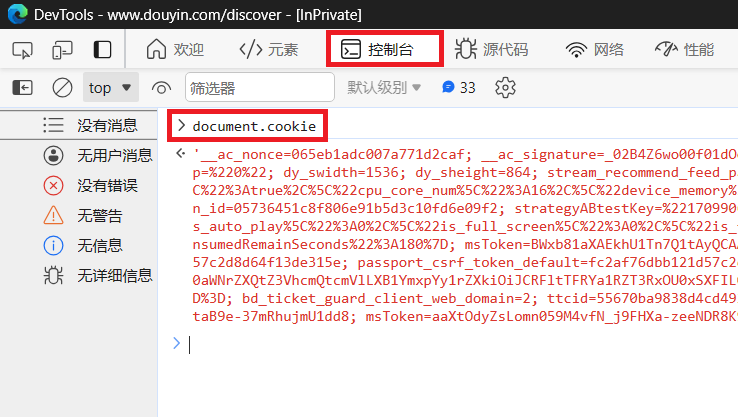 DevTools - www.douyin.com/discover - [InPrivate]
欢迎 </> 元素 控制台 源代码 网络 性能
top 筛选器 默认级别 33
没有消息
无用户消息
没有错误
无警告
无信息
无详细信息
> document.cookie
'__ac_nonce=065eb1adc007a771d2caf; __ac_signature=_02B4Z6wo00f01dO
p=%220%22; dy_swidth=1536; dy_sheight=864; stream_recommend_feed_p
C%22%3Atrue%2C%5C%22cpu_core_num%5C%22%3A16%2C%5C%22device_memory%
n_id=05736451c8f806e91b5d3c10fd6e09f2; strategyABtestKey=%22170990
s_auto_play%5C%22%3A0%2C%5C%22is_full_screen%5C%22%3A0%2C%5C%22is_
nsumedRemainSeconds%22%3A180%7D; msToken=BWxb81aXAEkhU1Tn7Q1tAyQCA
57c2d8d64f13de315e; passport_csrf_token_default=fc2af76dbb121d57c2
0aWNrZXQtZ3VhcmQtcmVlLXB1YmxpYy1rZXkiOiJCRFltTFRYa1RZT3RxOU0xSXFIL
D%3D; bd_ticket_guard_client_web_domain=2; ttcid=55670ba9838d4cd49
taB9e-37mRhujmU1dd8; msToken=aaXtOdyZsLomn059M4vfN_j9FHXa-zeeNDR8K